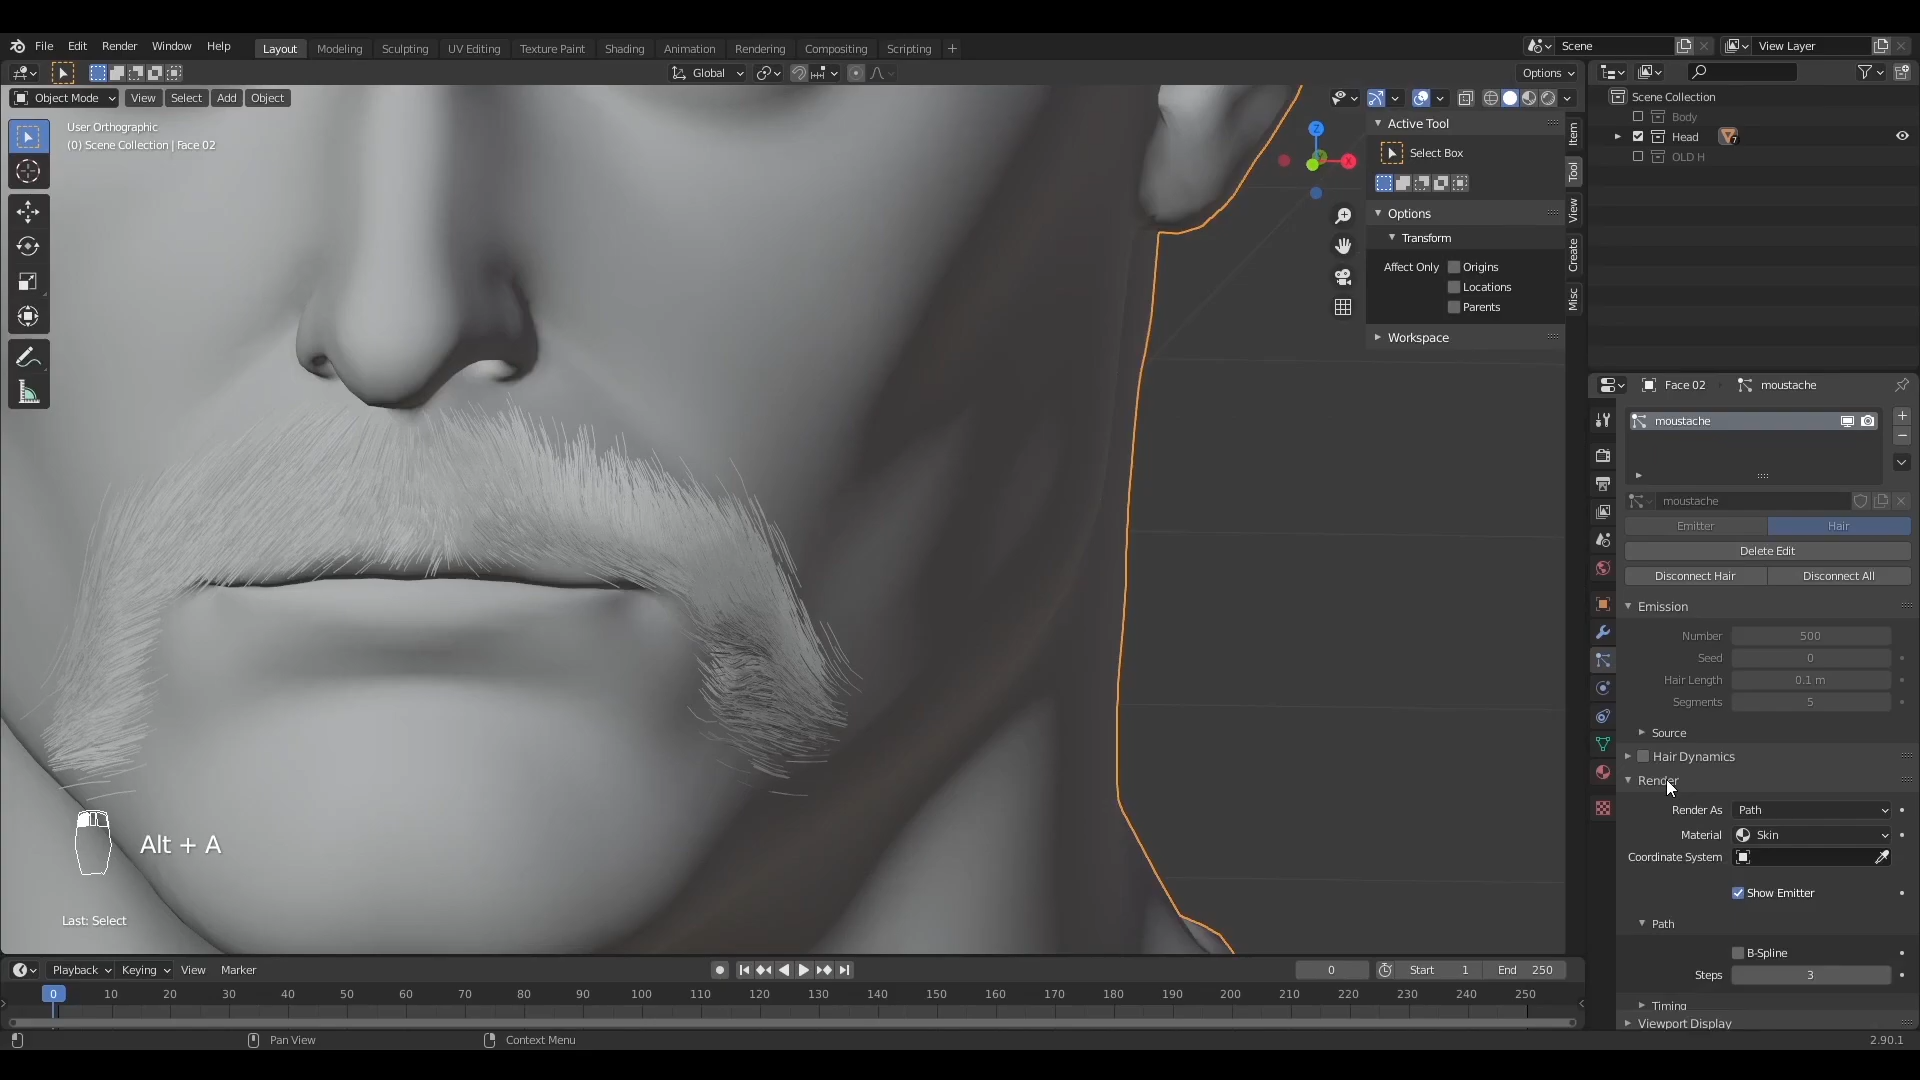 File Edit Render Window Help Layout Modeling Sculpting UV Editing Texture Paint Shading Animation Rendering Compositing Scripting + Scene View Layer
Global Options
Object Mode View Select Add Object
User Orthographic
(0) Scene Collection | Face 02
Z
X
Active Tool
Select Box
Options
Transform
Affect Only Origins
Locations
Parents
Workspace
Item
Tool
View
Create
Misc
Scene Collection
Body
Head 7
OLD H
Face 02 moustache
moustache
moustache
Emitter Hair
Delete Edit
Disconnect Hair Disconnect All
Emission
Number 500
Seed 0
Hair Length 0.1 m
Segments 5
Source
Hair Dynamics
Render
Render As Path
Material Skin
Coordinate System
Show Emitter
Path
B-Spline
Steps 3
Timing
Viewport Display
Alt + A
Last: Select
Playback Keying View Marker 0 Start 1 End 250
0 10 20 30 40 50 60 70 80 90 100 110 120 130 140 150 160 170 180 190 200 210 220 230 240 250
Pan View Context Menu 2.90.1